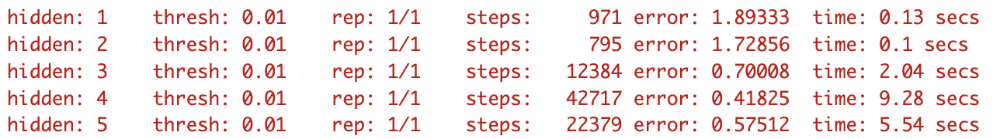 hidden: 1    thresh: 0.01    rep: 1/1    steps:     971 error: 1.89333  time: 0.13 secs
hidden: 2    thresh: 0.01    rep: 1/1    steps:     795 error: 1.72856  time: 0.1 secs
hidden: 3    thresh: 0.01    rep: 1/1    steps:   12384 error: 0.70008  time: 2.04 secs
hidden: 4    thresh: 0.01    rep: 1/1    steps:   42717 error: 0.41825  time: 9.28 secs
hidden: 5    thresh: 0.01    rep: 1/1    steps:   22379 error: 0.57512  time: 5.54 secs